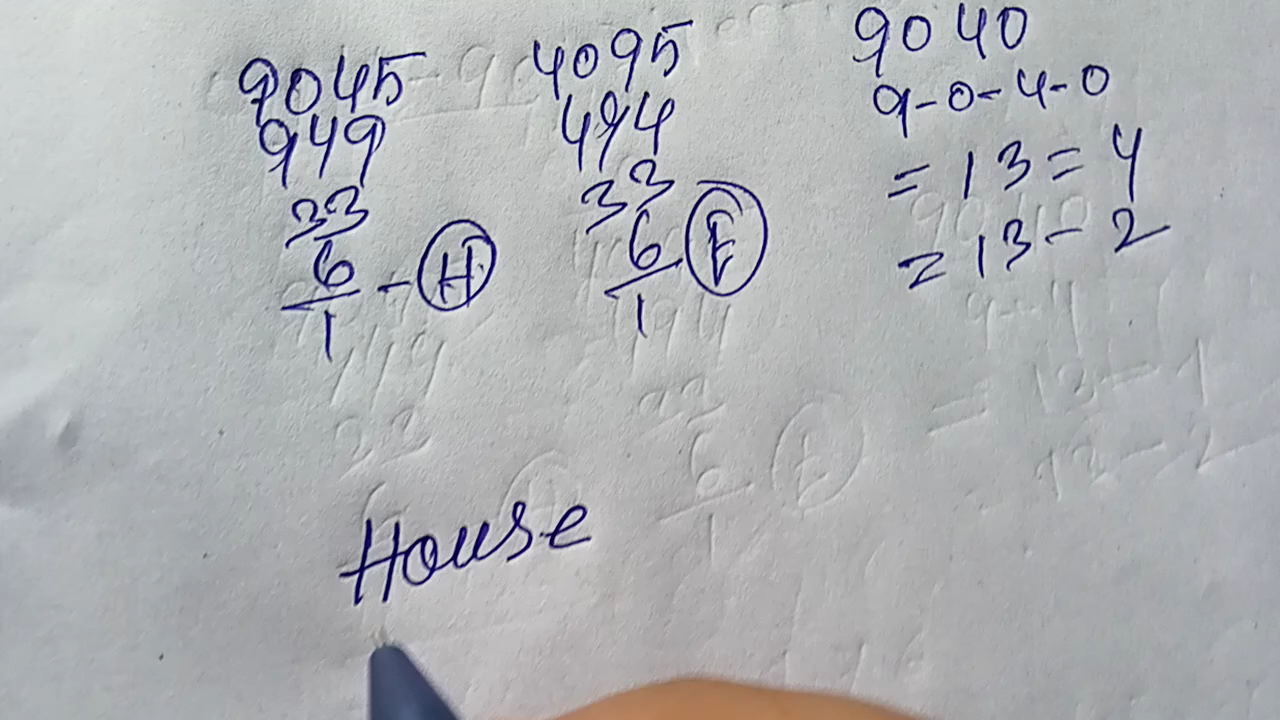 9045
949
33
6 - H
1
4095
494
33
6 E
1
9040
9-0-4-0
= 13 = 4
= 13 - 2
House